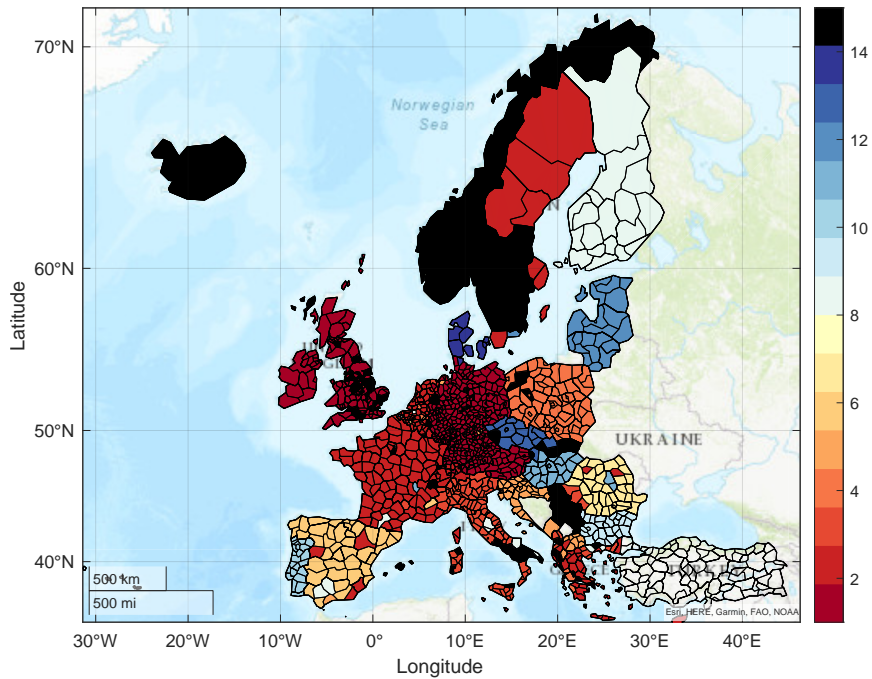 70°N
60°N
50°N
40°N
Latitude
30°W
20°W
10°W
0°
10°E
20°E
30°E
40°E
Longitude
Norwegian
Sea
UKRAINE
500 km
500 mi
Esri, HERE, Garmin, FAO, NOAA
14
12
10
8
6
4
2